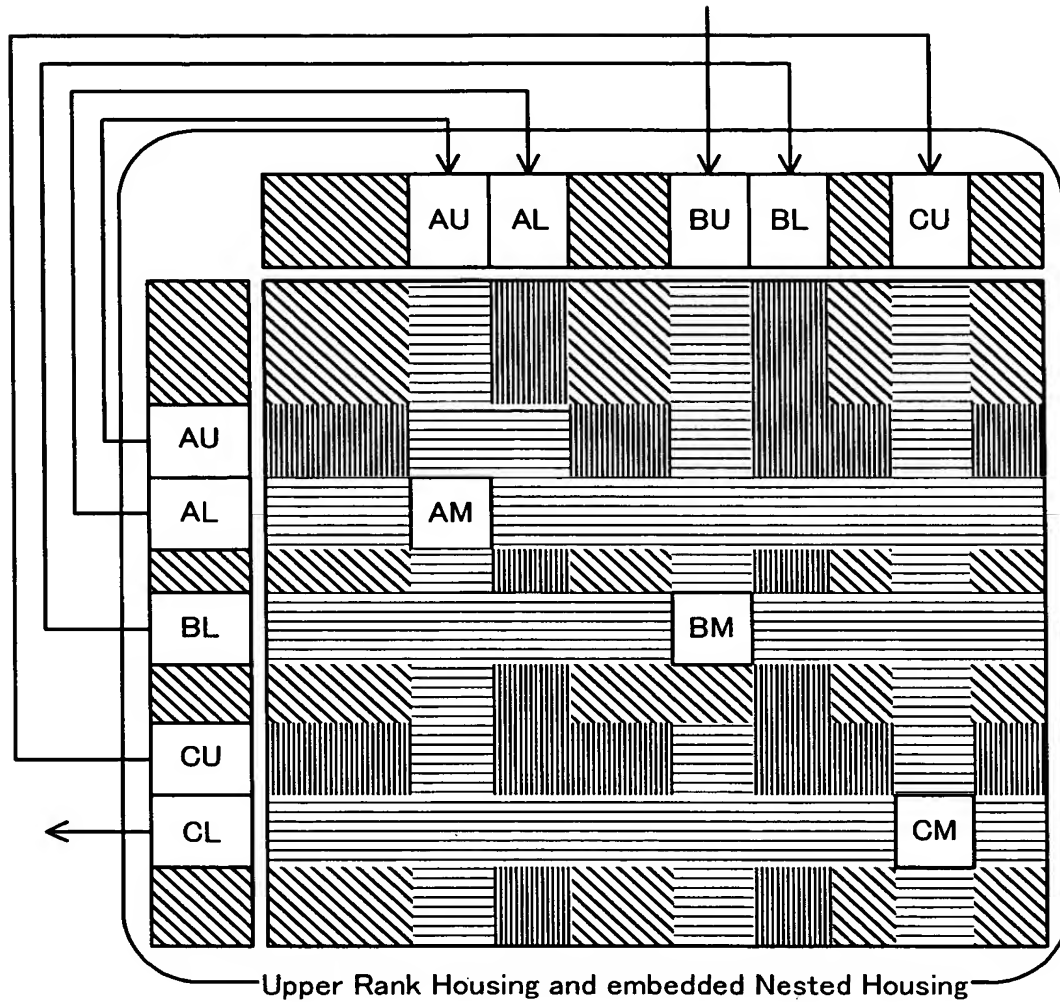 AU AL BU BL CU
AU
AL AM
BL BM
CU
CL CM
Upper Rank Housing and embedded Nested Housing